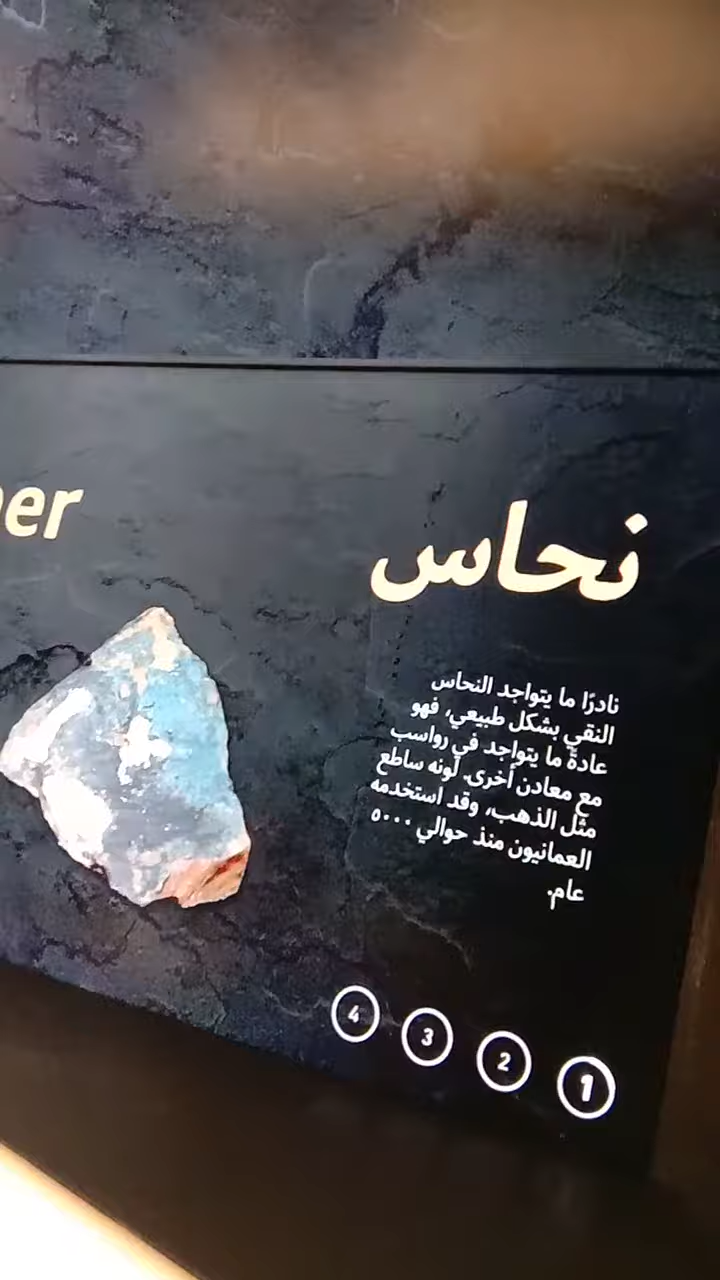 نحاس
نادرًا ما يتواجد النحاس
النقي بشكل طبيعي، فهو
عادةً ما يتواجد في رواسب
مع معادن أخرى. لونه ساطع
مثل الذهب، وقد استخدمه
العمانيون منذ حوالي ٥٠٠٠
عام.
1 2 3 4